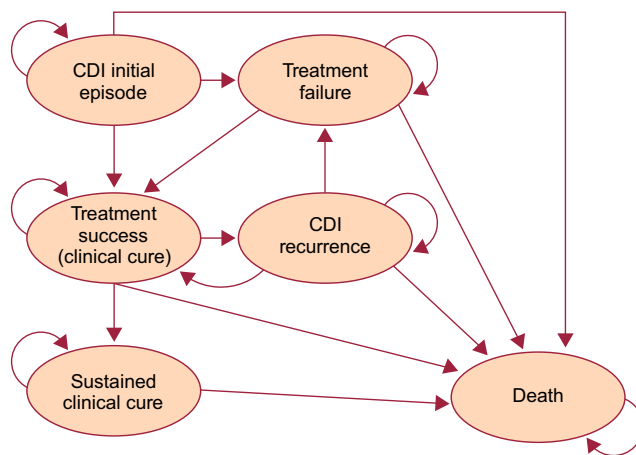 CDI initial
episode
Treatment
failure
Treatment
success
(clinical cure)
CDI
recurrence
Sustained
clinical cure
Death